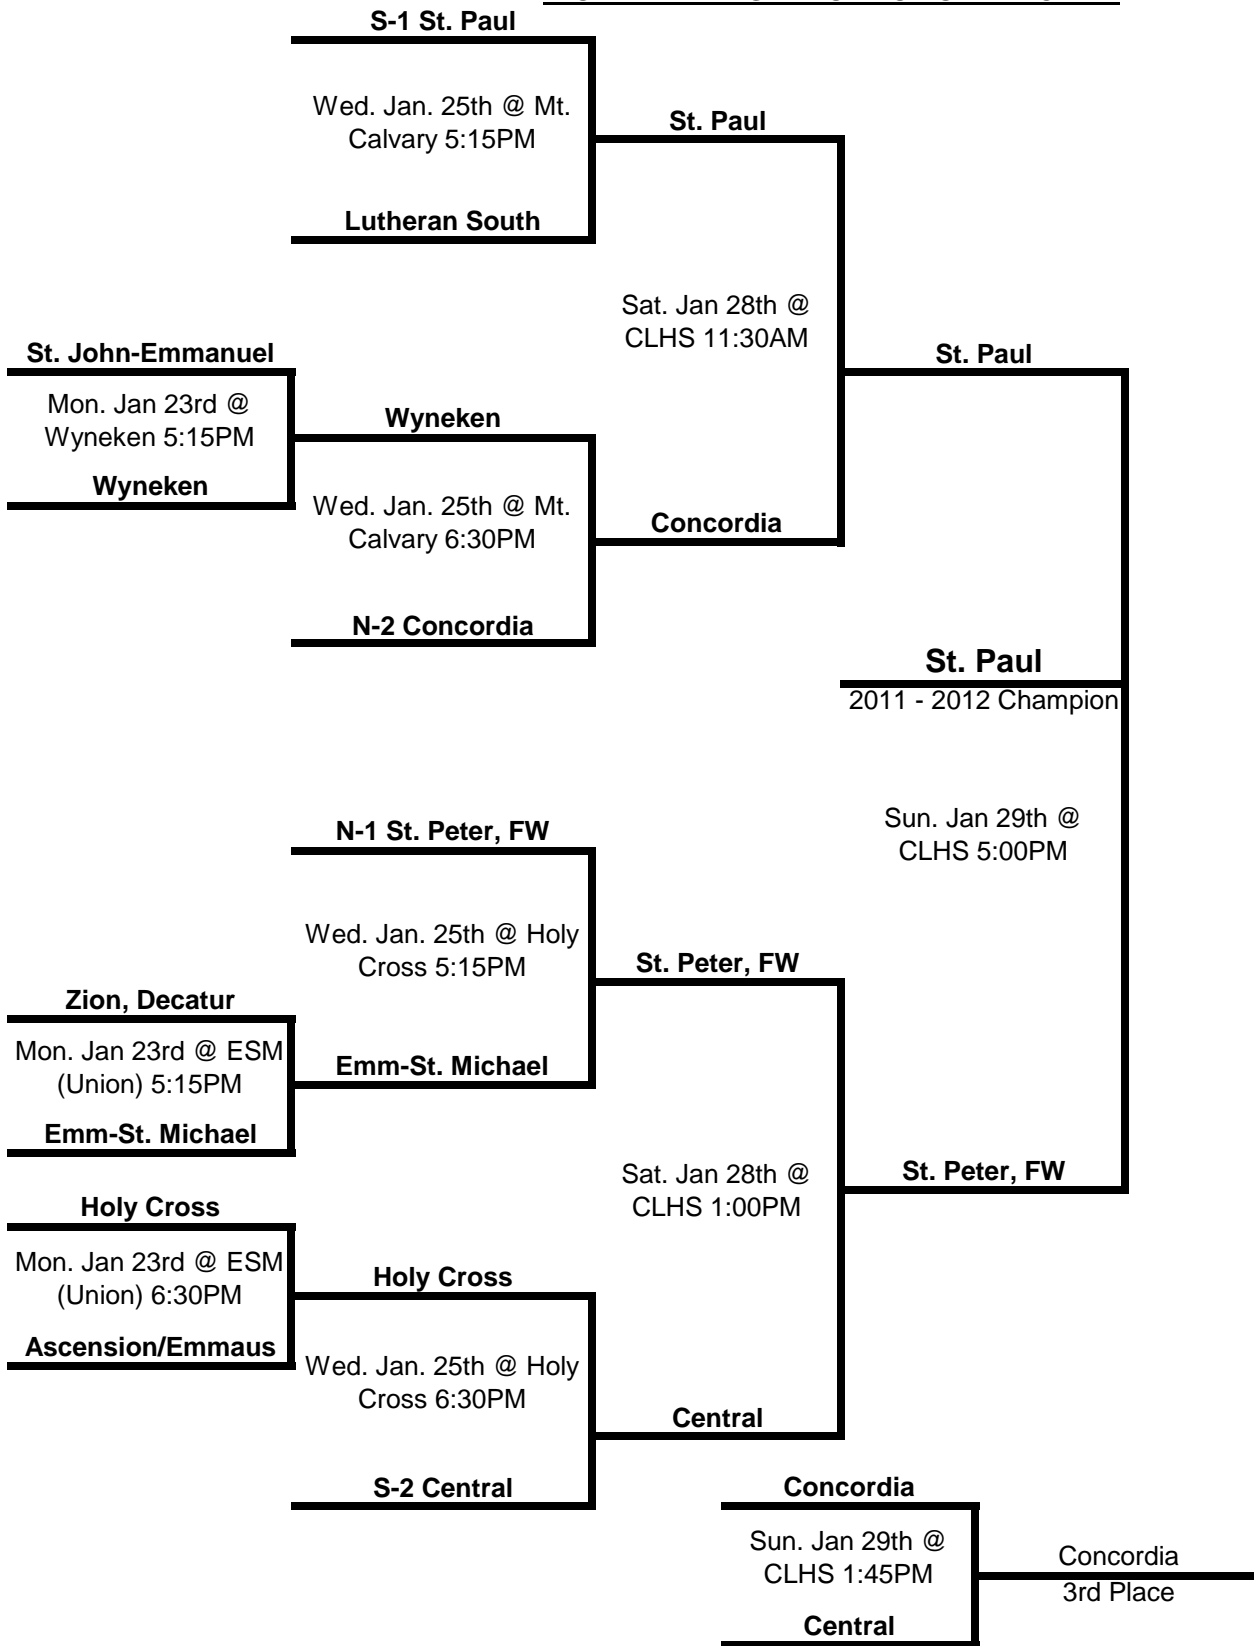 S-1 St. Paul
Wed. Jan. 25th @ Mt.
Calvary 5:15PM
St. Paul
Lutheran South
Sat. Jan 28th @
CLHS 11:30AM
St. John-Emmanuel
St. Paul
Mon. Jan 23rd @
Wyneken 5:15PM
Wyneken
Wyneken
Wed. Jan. 25th @ Mt.
Calvary 6:30PM
Concordia
N-2 Concordia
St. Paul
2011 - 2012 Champion
Sun. Jan 29th @
CLHS 5:00PM
N-1 St. Peter, FW
Wed. Jan. 25th @ Holy
Cross 5:15PM
St. Peter, FW
Zion, Decatur
Mon. Jan 23rd @ ESM
(Union) 5:15PM
Emm-St. Michael
Emm-St. Michael
Sat. Jan 28th @
CLHS 1:00PM
St. Peter, FW
Holy Cross
Mon. Jan 23rd @ ESM
(Union) 6:30PM
Holy Cross
Ascension/Emmaus
Wed. Jan. 25th @ Holy
Cross 6:30PM
Central
S-2 Central
Concordia
Sun. Jan 29th @
CLHS 1:45PM
Concordia
3rd Place
Central